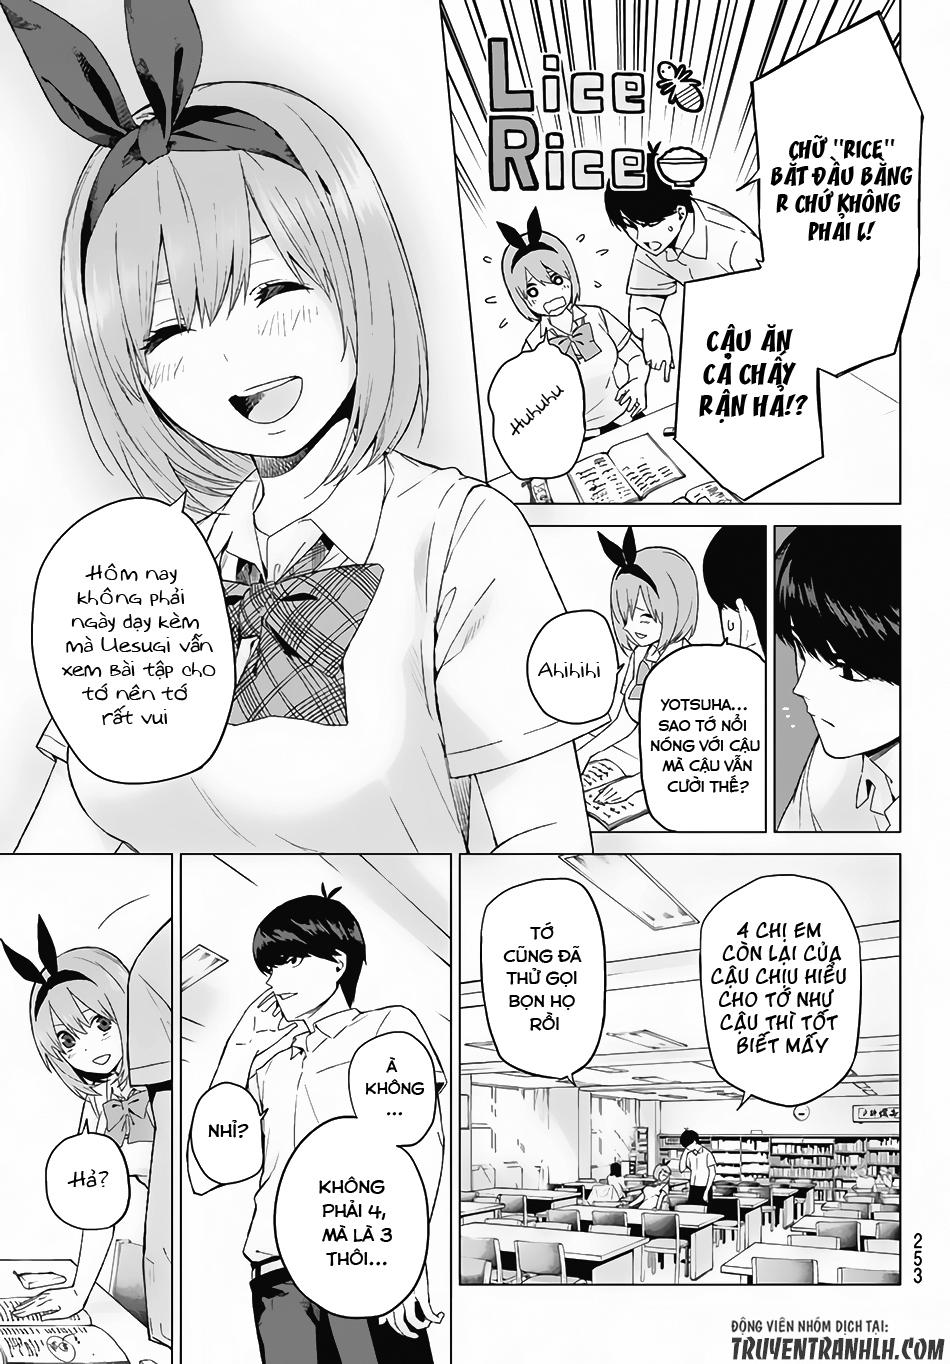 Lice
Rice
CHỮ "RICE"
BẮT ĐẦU BẰNG
R CHỨ KHÔNG
PHẢI L!
CẬU ĂN
CẢ CHẤY
RẬN HẢ!?
Huhuhu
YOTSUHA...
SAO TỚ NỔI
NÓNG VỚI CẬU
MÀ CẬU VẪN
CƯỜI THẾ?
Ahihihi
Hôm nay
không phải
ngày dạy kèm
mà Uesugi vẫn
xem bài tập cho
tớ nên tớ
rất vui
4 CHỊ EM
CÒN LẠI CỦA
CẬU CHỊU HIỂU
CHO TỚ NHƯ
CẬU THÌ TỐT
BIẾT MẤY
TỚ
CŨNG ĐÃ
THỬ GỌI
BỌN HỌ
RỒI
À
KHÔNG
...
KHÔNG
PHẢI 4,
MÀ LÀ 3
THÔI...
NHỈ?
Hả?
253
ĐỘNG VIÊN NHÓM DỊCH TẠI:
TRUYENTRANHLH.COM